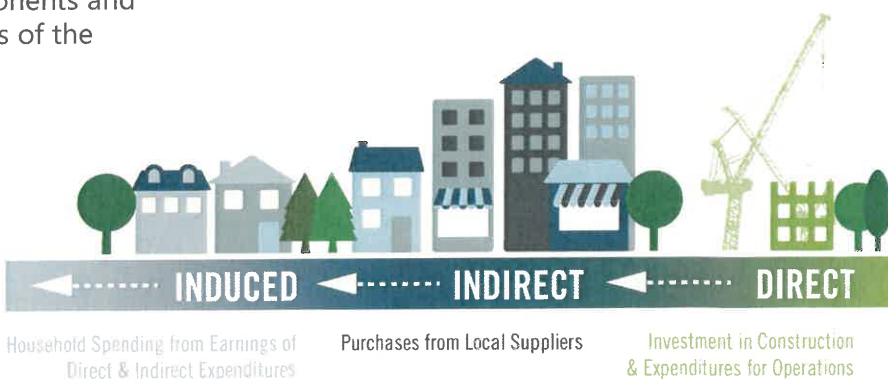 onents and
s of the
INDUCED INDIRECT DIRECT
Household Spending from Earnings of
Direct & Indirect Expenditures
Purchases from Local Suppliers
Investment in Construction
& Expenditures for Operations